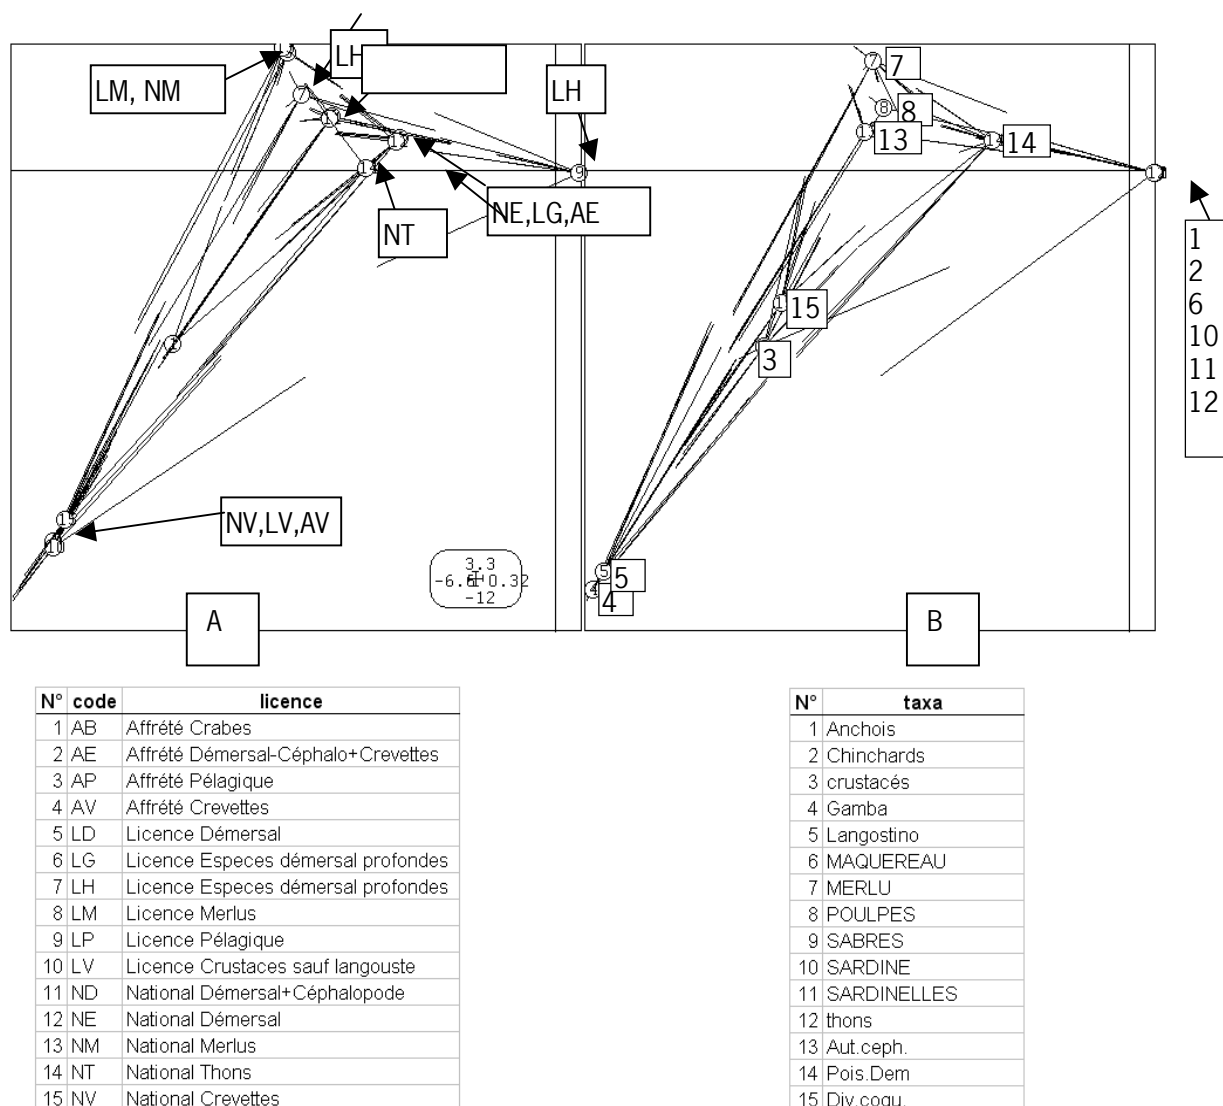 LH
LM, NM
LH
7
8
13
14
NE,LG,AE
NT
15
3
1
2
6
10
11
12
NV,LV,AV
5
4
3.3
-12
A
B
N° code licence
1 AB Affrété Crabes
2 AE Affrété Démersal-Céphalo+Crevettes
3 AP Affrété Pélagique
4 AV Affrété Crevettes
5 LD Licence Démersal
6 LG Licence Especes démersal profondes
7 LH Licence Especes démersal profondes
8 LM Licence Merlus
9 LP Licence Pélagique
10 LV Licence Crustaces sauf langouste
11 ND National Démersal+Céphalopode
12 NE National Démersal
13 NM National Merlus
14 NT National Thons
15 NV National Crevettes
N° taxa
1 Anchois
2 Chinchards
3 crustacés
4 Gamba
5 Langostino
6 MAQUEREAU
7 MERLU
8 POULPES
9 SABRES
10 SARDINE
11 SARDINELLES
12 thons
13 Aut.ceph.
14 Pois.Dem
15 Div.coqu.